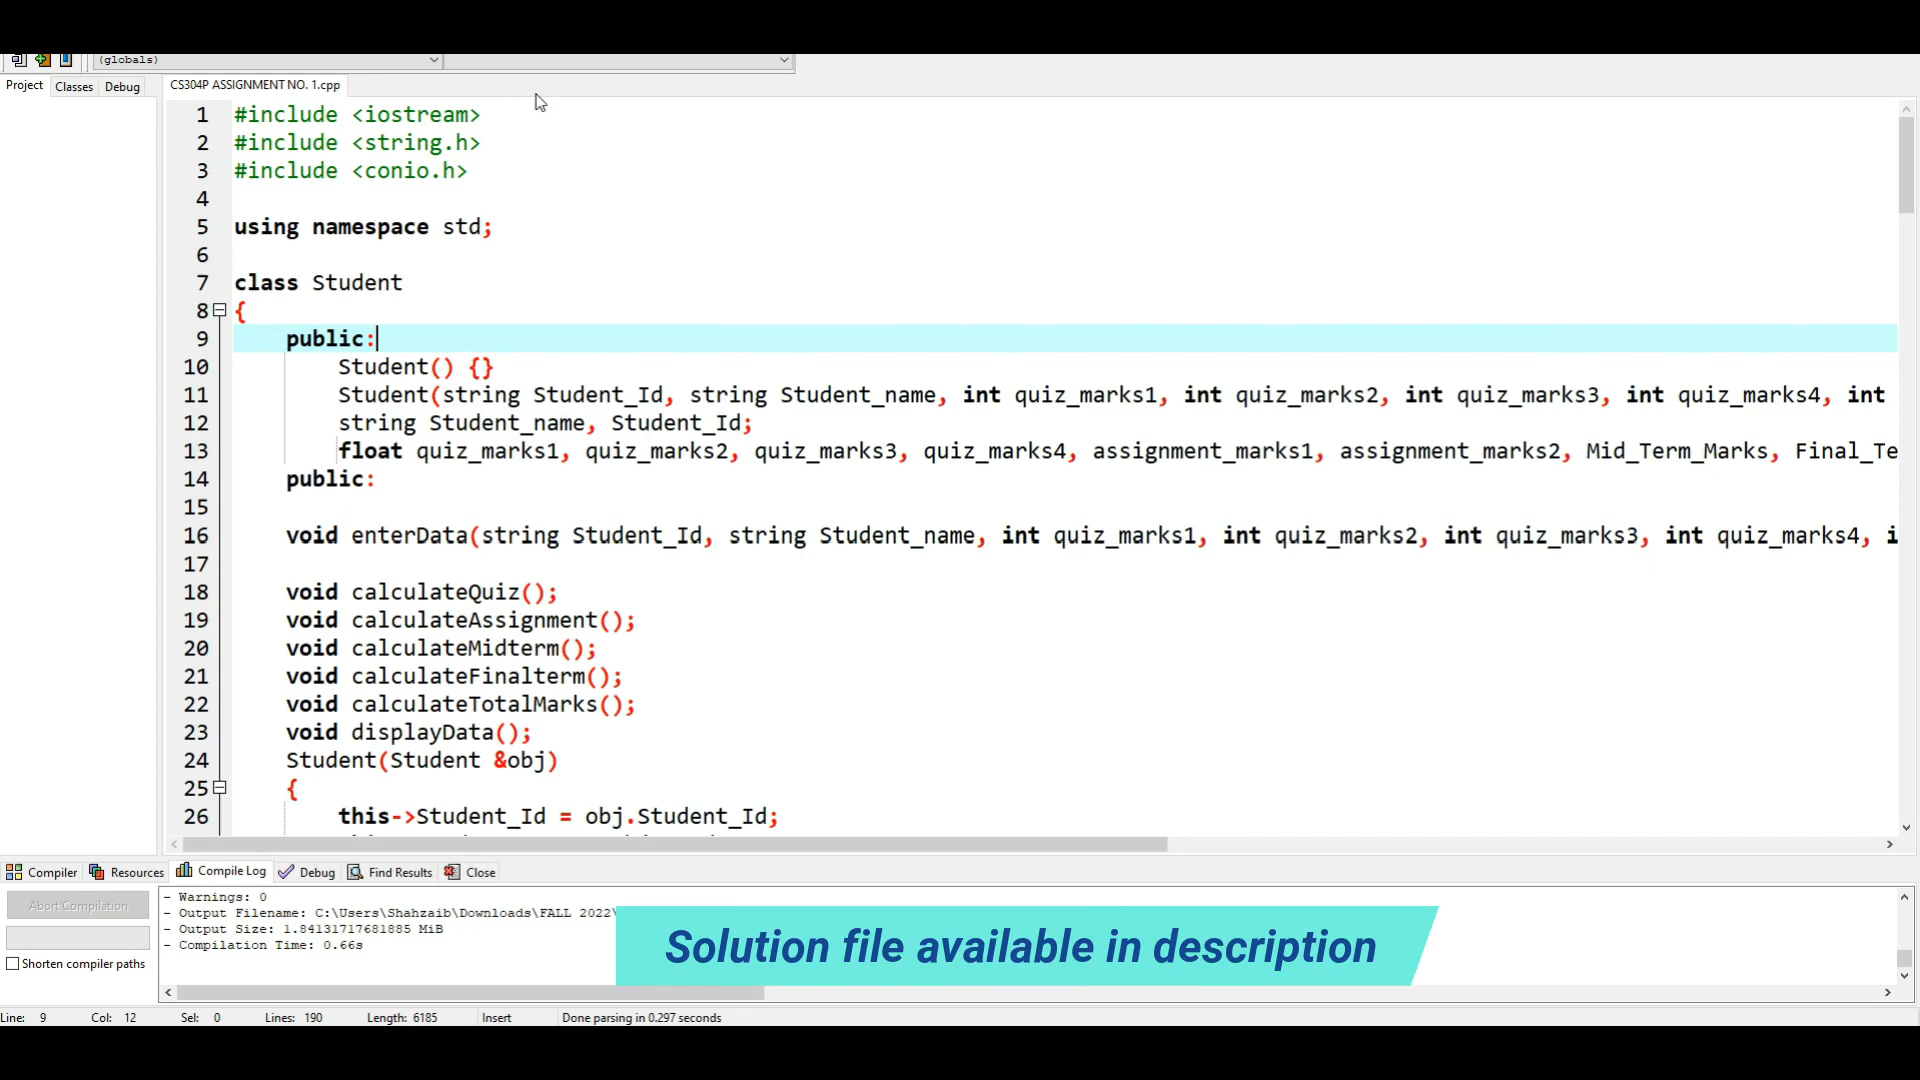 (globals)
Project Classes Debug
CS304P ASSIGNMENT NO. 1.cpp
1 #include <iostream>
2 #include <string.h>
3 #include <conio.h>
4
5 using namespace std;
6
7 class Student
8 {
9 public:
10 Student() {}
11 Student(string Student_Id, string Student_name, int quiz_marks1, int quiz_marks2, int quiz_marks3, int quiz_marks4, int
12 string Student_name, Student_Id;
13 float quiz_marks1, quiz_marks2, quiz_marks3, quiz_marks4, assignment_marks1, assignment_marks2, Mid_Term_Marks, Final_Te
14 public:
15
16 void enterData(string Student_Id, string Student_name, int quiz_marks1, int quiz_marks2, int quiz_marks3, int quiz_marks4, i
17
18 void calculateQuiz();
19 void calculateAssignment();
20 void calculateMidterm();
21 void calculateFinalterm();
22 void calculateTotalMarks();
23 void displayData();
24 Student(Student &obj)
25 {
26 this->Student_Id = obj.Student_Id;
Compiler Resources Compile Log Debug Find Results Close
Abort Compilation
Shorten compiler paths
- Warnings: 0
- Output Filename: C:\Users\Shahzaib\Downloads\FALL 2022\
- Output Size: 1.84131717681885 MiB
- Compilation Time: 0.66s
Solution file available in description
Line: 9 Col: 12 Sel: 0 Lines: 190 Length: 6185 Insert Done parsing in 0.297 seconds